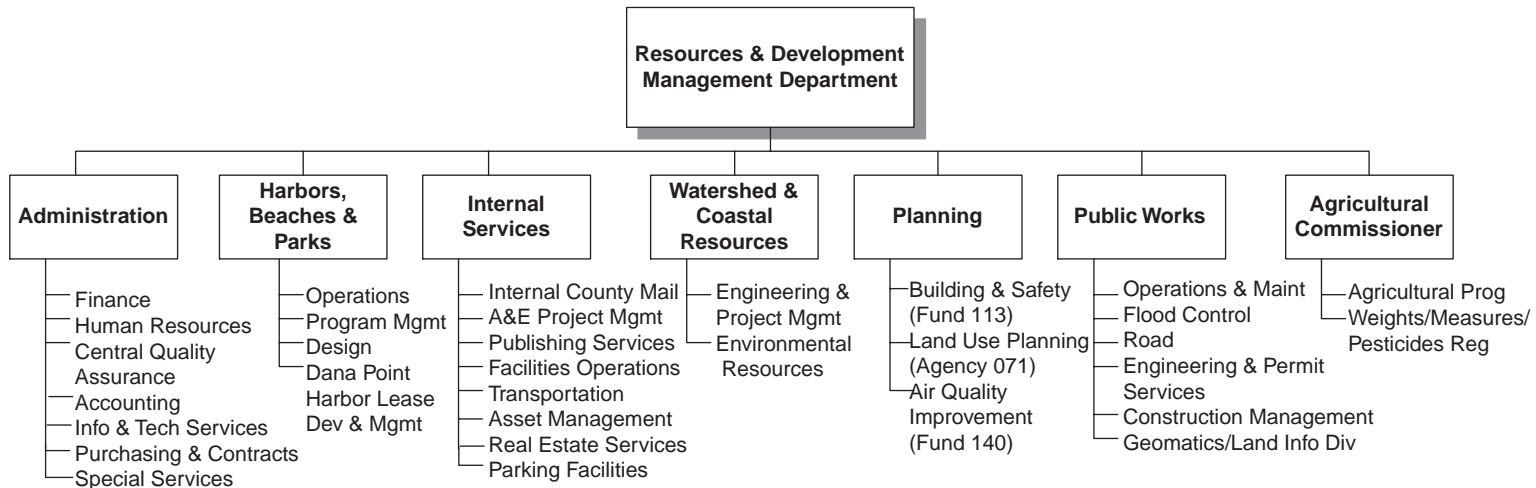 Resources & Development
Management Department
Administration
Harbors,
Beaches &
Parks
Internal
Services
Watershed &
Coastal
Resources
Planning
Public Works
Agricultural
Commissioner
Finance
Human Resources
Central Quality
Assurance
Accounting
Info & Tech Services
Purchasing & Contracts
Special Services
Operations
Program Mgmt
Design
Dana Point
Harbor Lease
Dev & Mgmt
Internal County Mail
A&E Project Mgmt
Publishing Services
Facilities Operations
Transportation
Asset Management
Real Estate Services
Parking Facilities
Engineering &
Project Mgmt
Environmental
Resources
Building & Safety
(Fund 113)
Land Use Planning
(Agency 071)
Air Quality
Improvement
(Fund 140)
Operations & Maint
Flood Control
Road
Engineering & Permit
Services
Construction Management
Geomatics/Land Info Div
Agricultural Prog
Weights/Measures/
Pesticides Reg